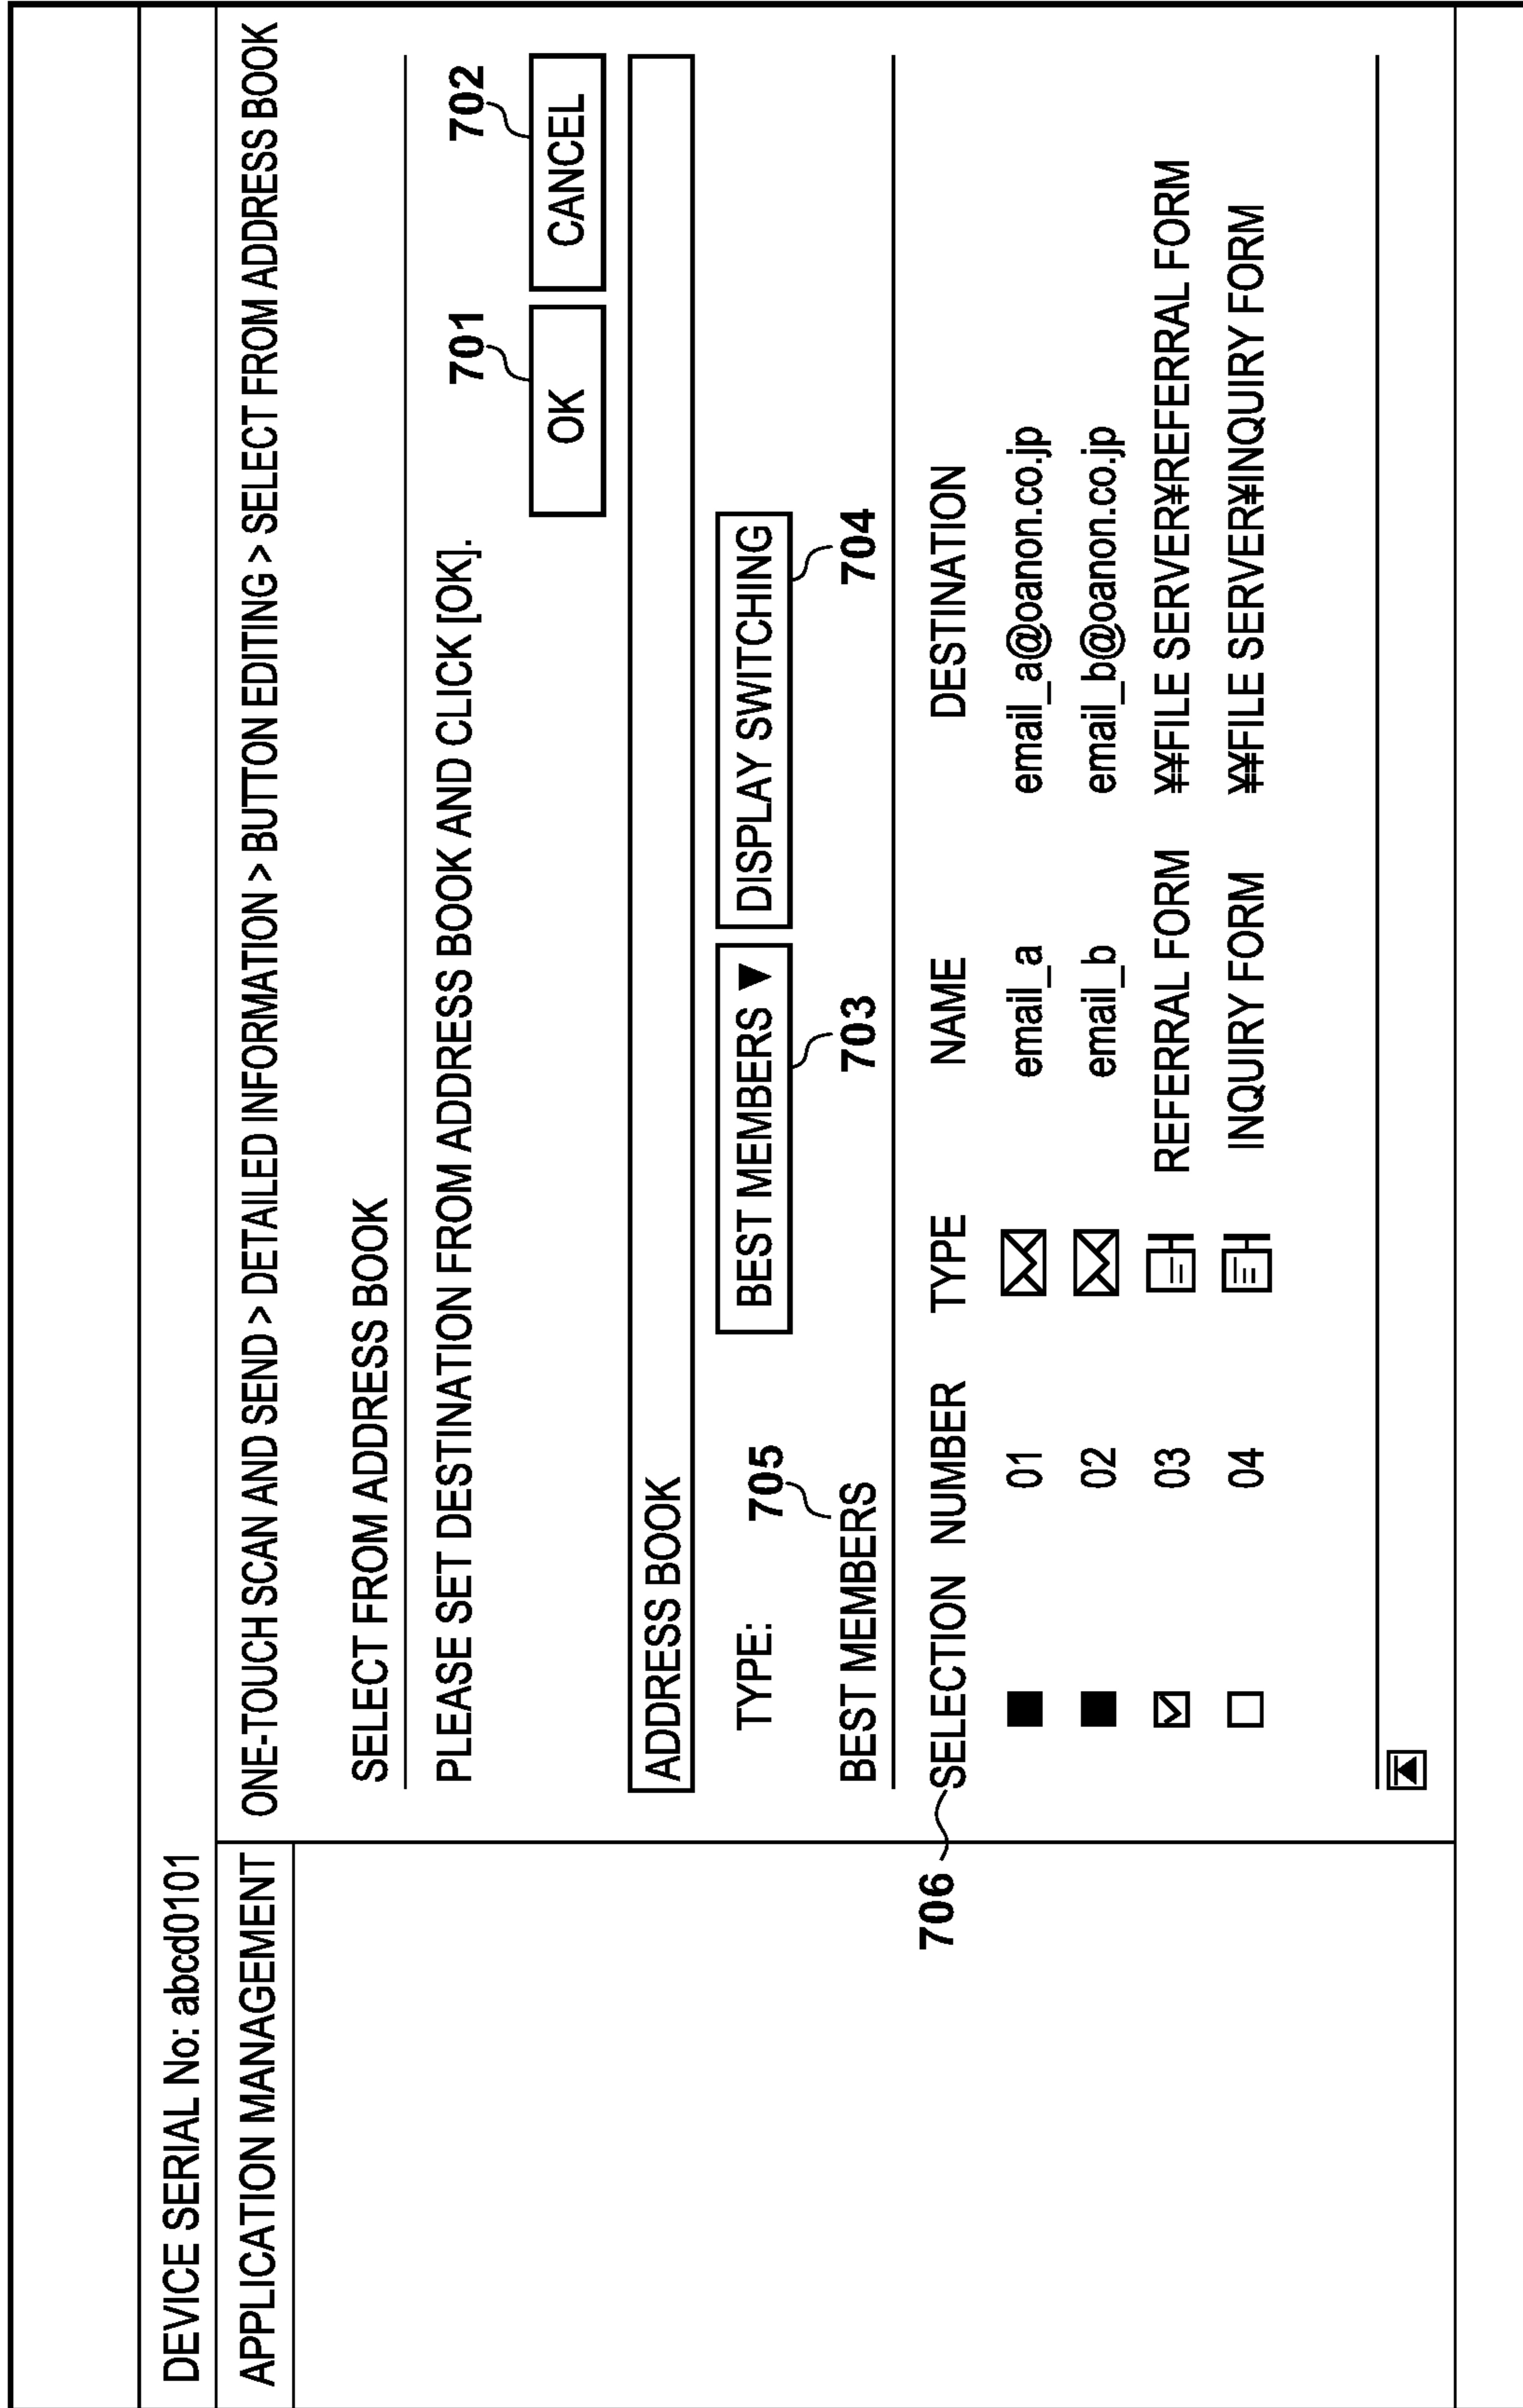 DEVICE SERIAL No: abcd0101
APPLICATION MANAGEMENT
ONE-TOUCH SCAN AND SEND > DETAILED INFORMATION > BUTTON EDITING > SELECT FROM ADDRESS BOOK
SELECT FROM ADDRESS BOOK
PLEASE SET DESTINATION FROM ADDRESS BOOK AND CLICK [OK].
701 702
OK CANCEL
ADDRESS BOOK
TYPE: BEST MEMBERS ▼ DISPLAY SWITCHING
705 703 704
BEST MEMBERS
706 SELECTION NUMBER TYPE NAME DESTINATION
01 email_a email_a@oanon.co.jp
02 email_b email_b@oanon.co.jp
03 REFERRAL FORM ¥¥FILE SERVER¥REFERRAL FORM
04 INQUIRY FORM ¥¥FILE SERVER¥INQUIRY FORM